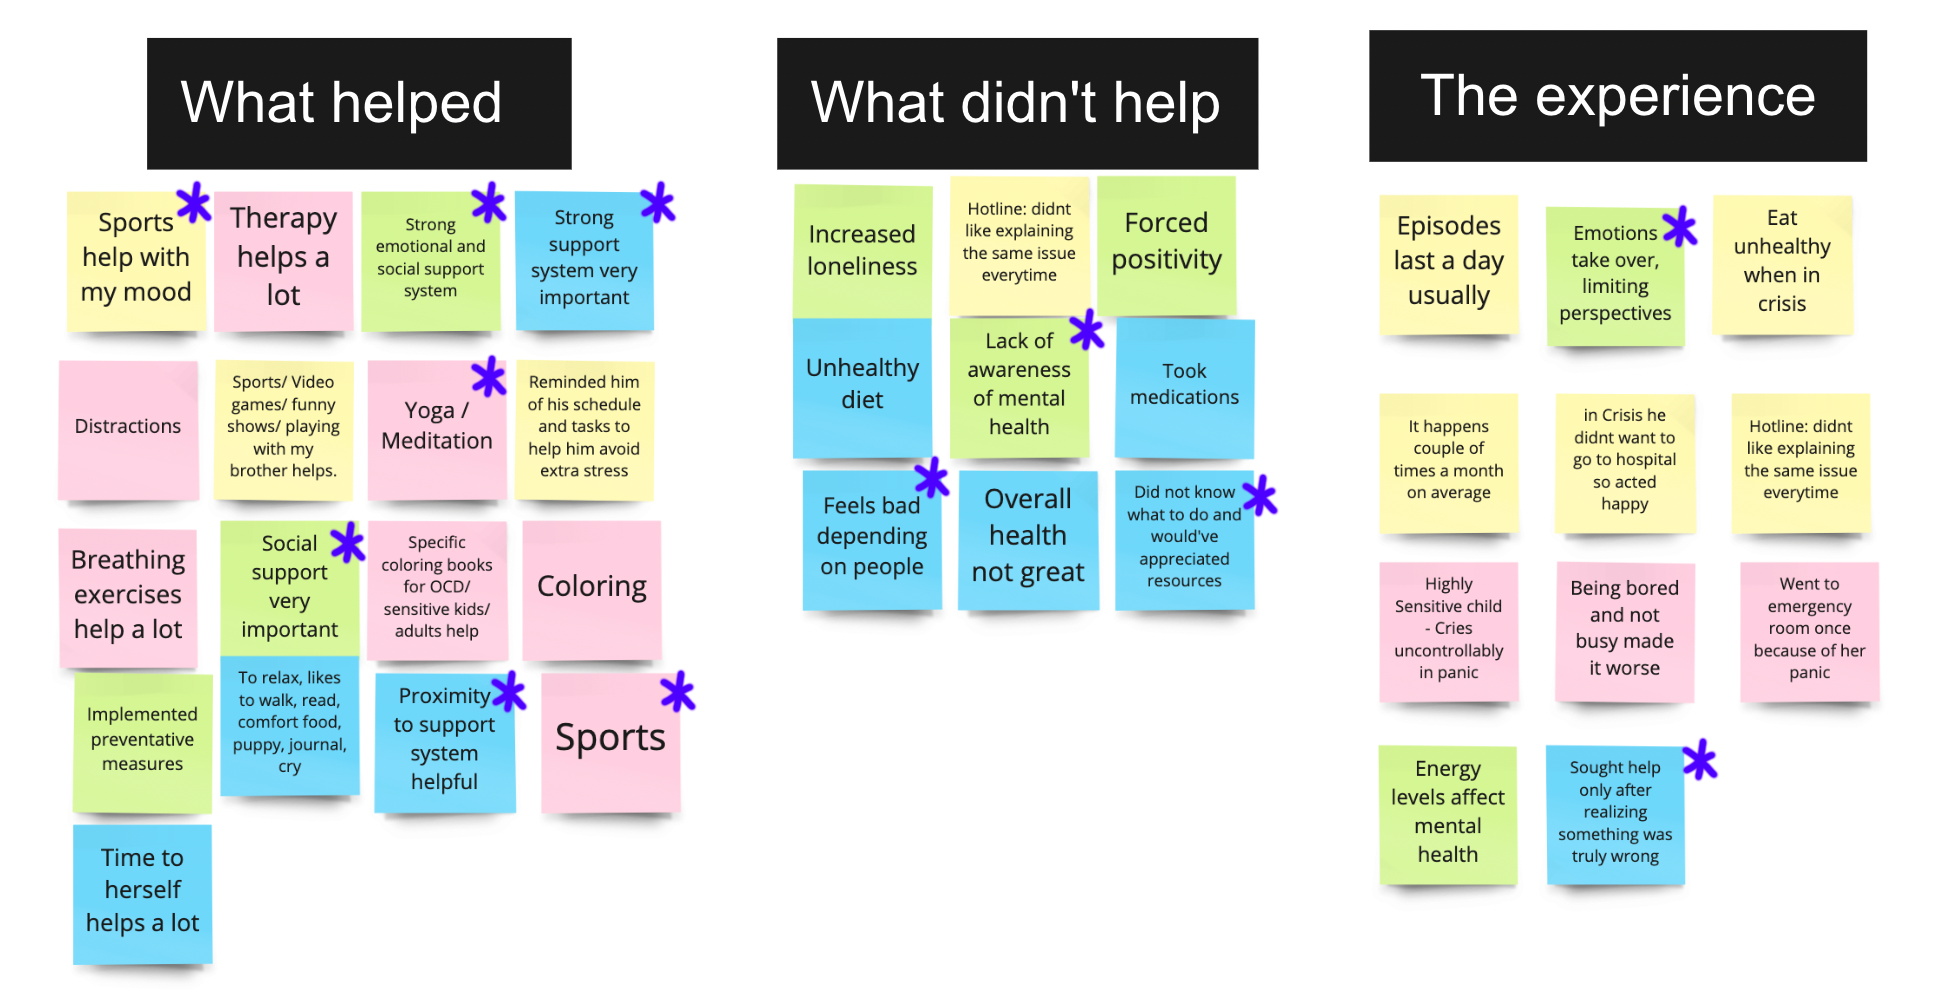 What helped
Sports
help with
my mood
Therapy
helps a
lot
Strong
emotional and
social support
system
Strong
support
system very
important
Distractions
Sports/ Video
games/ funny
shows/ playing
with my
brother helps.
Yoga /
Meditation
Reminded him
of his schedule
and tasks to
help him avoid
extra stress
Breathing
exercises
help a lot
Social
support
very
important
Specific
coloring books
for OCD/
sensitive kids/
adults help
Coloring
Implemented
preventative
measures
To relax, likes
to walk, read,
comfort food,
puppy, journal,
cry
Proximity
to support
system
helpful
Sports
Time to
herself
helps a lot
What didn't help
Increased
loneliness
Hotline: didnt
like explaining
the same issue
everytime
Forced
positivity
Unhealthy
diet
Lack of
awareness
of mental
health
Took
medications
Feels bad
depending
on people
Overall
health
not great
Did not know
what to do and
would've
appreciated
resources
The experience
Episodes
last a day
usually
Emotions
take over,
limiting
perspectives
Eat
unhealthy
when in
crisis
It happens
couple of
times a month
on average
in Crisis he
didnt want to
go to hospital
so acted
happy
Hotline: didnt
like explaining
the same issue
everytime
Highly
Sensitive child
- Cries
uncontrollably
in panic
Being bored
and not
busy made
it worse
Went to
emergency
room once
because of her
panic
Energy
levels affect
mental
health
Sought help
only after
realizing
something was
truly wrong